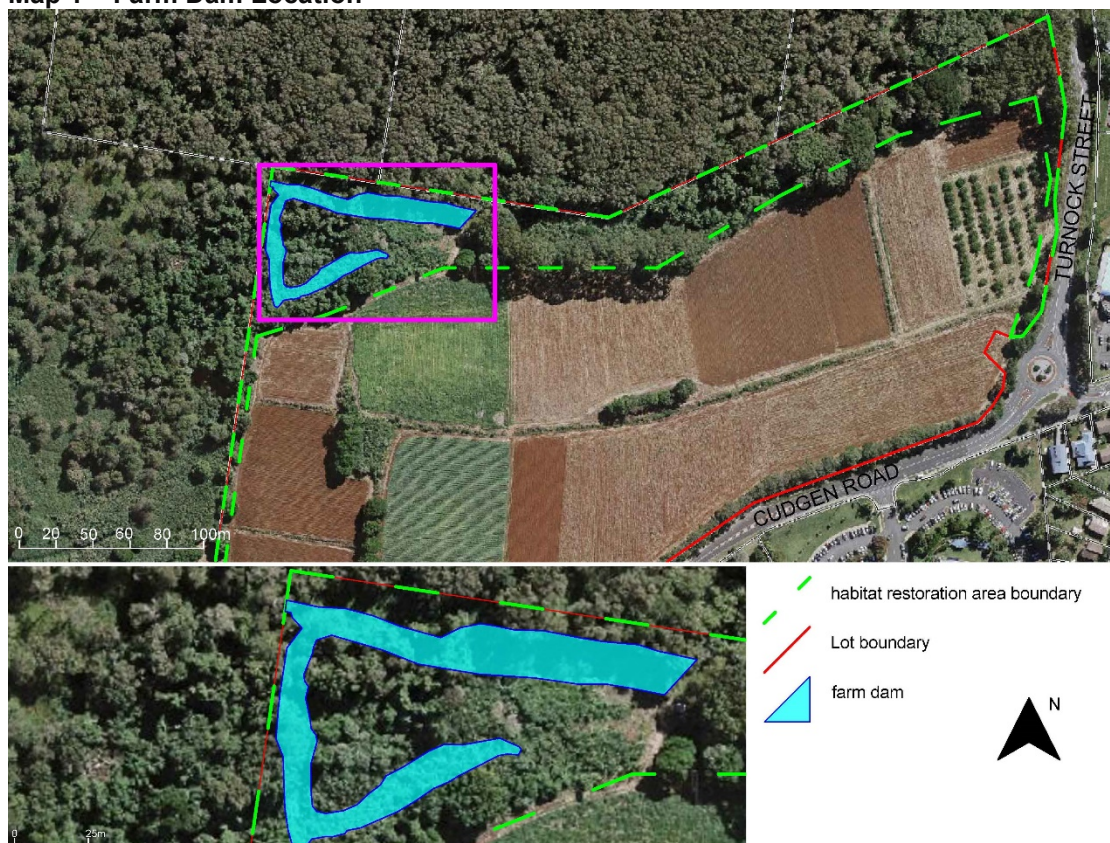 Map 1 – Farm Dam Location
TURNOCK STREET
CUDGEN ROAD
0 20 40 60 80 100m
habitat restoration area boundary
Lot boundary
farm dam
N
0 25m